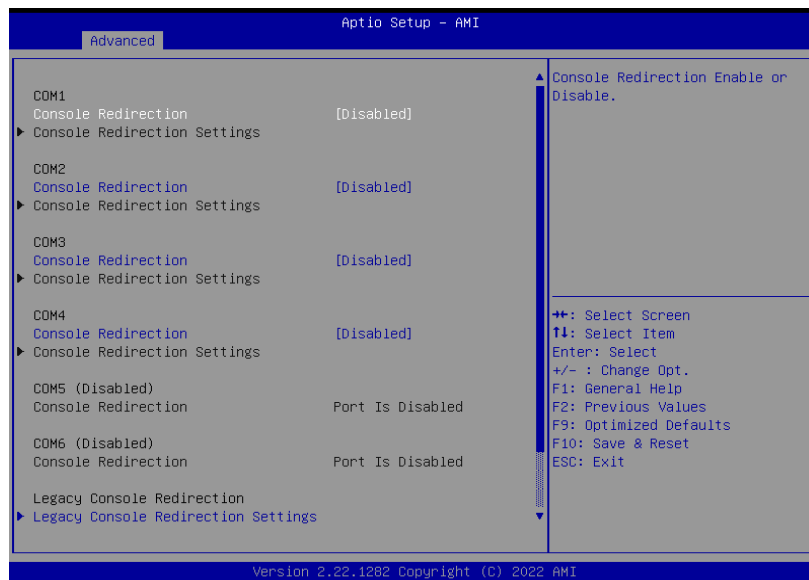 Aptio Setup – AMI
Advanced
COM1
Console Redirection [Disabled]
Console Redirection Settings
COM2
Console Redirection [Disabled]
Console Redirection Settings
COM3
Console Redirection [Disabled]
Console Redirection Settings
COM4
Console Redirection [Disabled]
Console Redirection Settings
COM5 (Disabled)
Console Redirection Port Is Disabled
COM6 (Disabled)
Console Redirection Port Is Disabled
Legacy Console Redirection
Legacy Console Redirection Settings
Console Redirection Enable or
Disable.
→←: Select Screen
↑↓: Select Item
Enter: Select
+/- : Change Opt.
F1: General Help
F2: Previous Values
F9: Optimized Defaults
F10: Save & Reset
ESC: Exit
Version 2.22.1282 Copyright (C) 2022 AMI